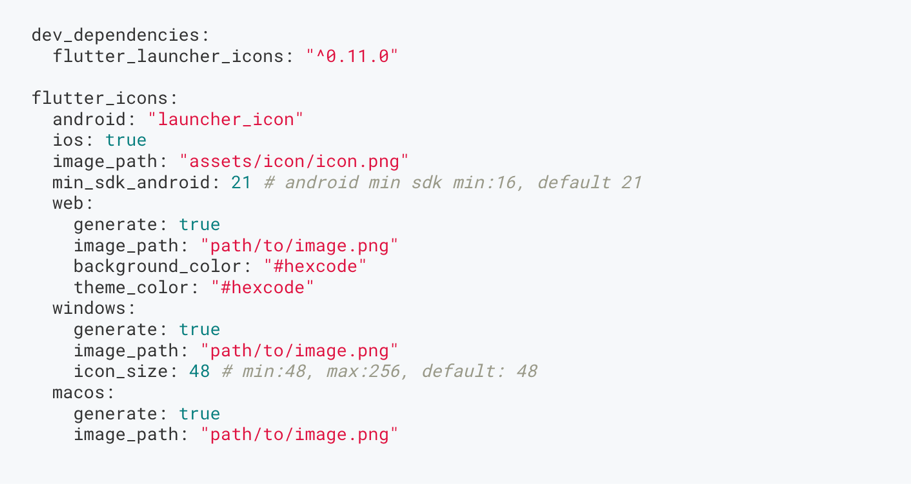 dev_dependencies:
  flutter_launcher_icons: "^0.11.0"

flutter_icons:
  android: "launcher_icon"
  ios: true
  image_path: "assets/icon/icon.png"
  min_sdk_android: 21 # android min sdk min:16, default 21
  web:
    generate: true
    image_path: "path/to/image.png"
    background_color: "#hexcode"
    theme_color: "#hexcode"
  windows:
    generate: true
    image_path: "path/to/image.png"
    icon_size: 48 # min:48, max:256, default: 48
  macos:
    generate: true
    image_path: "path/to/image.png"